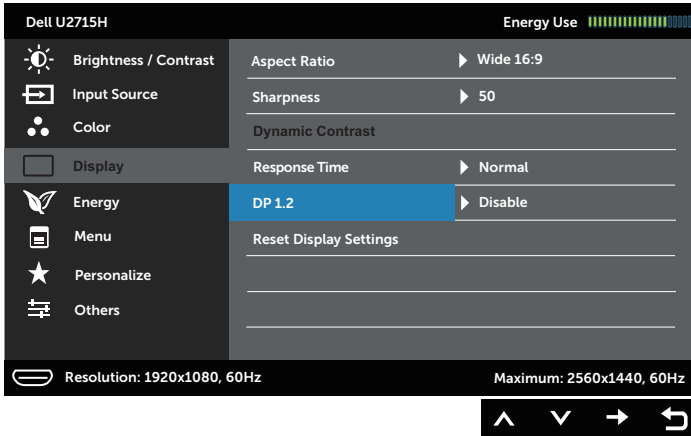 Dell U2715H Energy Use
Brightness / Contrast Aspect Ratio Wide 16:9
Input Source Sharpness 50
Color Dynamic Contrast
Display Response Time Normal
Energy DP 1.2 Disable
Menu Reset Display Settings
Personalize
Others
Resolution: 1920x1080, 60Hz Maximum: 2560x1440, 60Hz